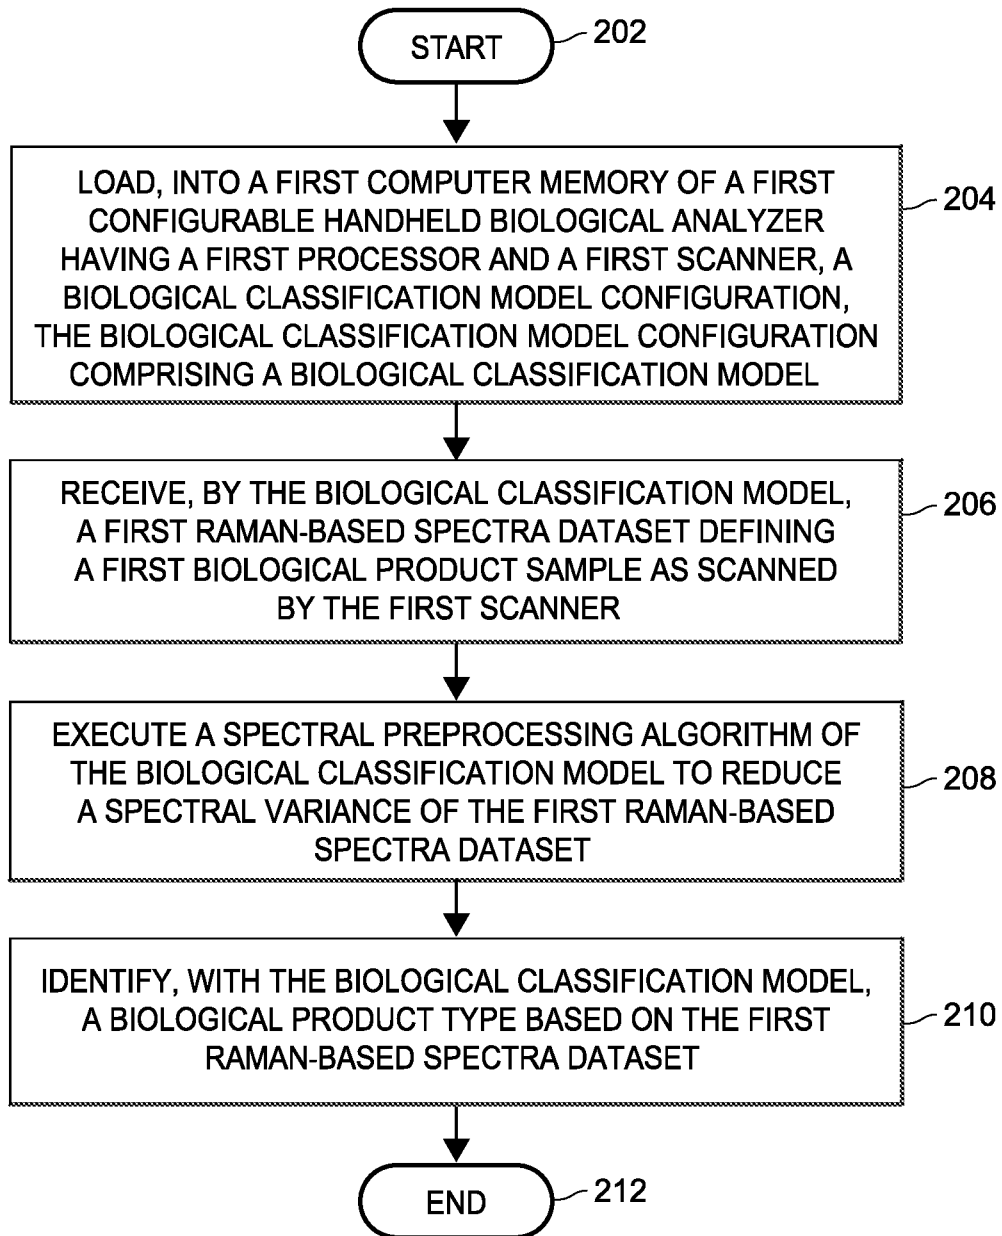 START
202
LOAD, INTO A FIRST COMPUTER MEMORY OF A FIRST
CONFIGURABLE HANDHELD BIOLOGICAL ANALYZER
HAVING A FIRST PROCESSOR AND A FIRST SCANNER, A
BIOLOGICAL CLASSIFICATION MODEL CONFIGURATION,
THE BIOLOGICAL CLASSIFICATION MODEL CONFIGURATION
COMPRISING A BIOLOGICAL CLASSIFICATION MODEL
204
RECEIVE, BY THE BIOLOGICAL CLASSIFICATION MODEL,
A FIRST RAMAN-BASED SPECTRA DATASET DEFINING
A FIRST BIOLOGICAL PRODUCT SAMPLE AS SCANNED
BY THE FIRST SCANNER
206
EXECUTE A SPECTRAL PREPROCESSING ALGORITHM OF
THE BIOLOGICAL CLASSIFICATION MODEL TO REDUCE
A SPECTRAL VARIANCE OF THE FIRST RAMAN-BASED
SPECTRA DATASET
208
IDENTIFY, WITH THE BIOLOGICAL CLASSIFICATION MODEL,
A BIOLOGICAL PRODUCT TYPE BASED ON THE FIRST
RAMAN-BASED SPECTRA DATASET
210
END
212